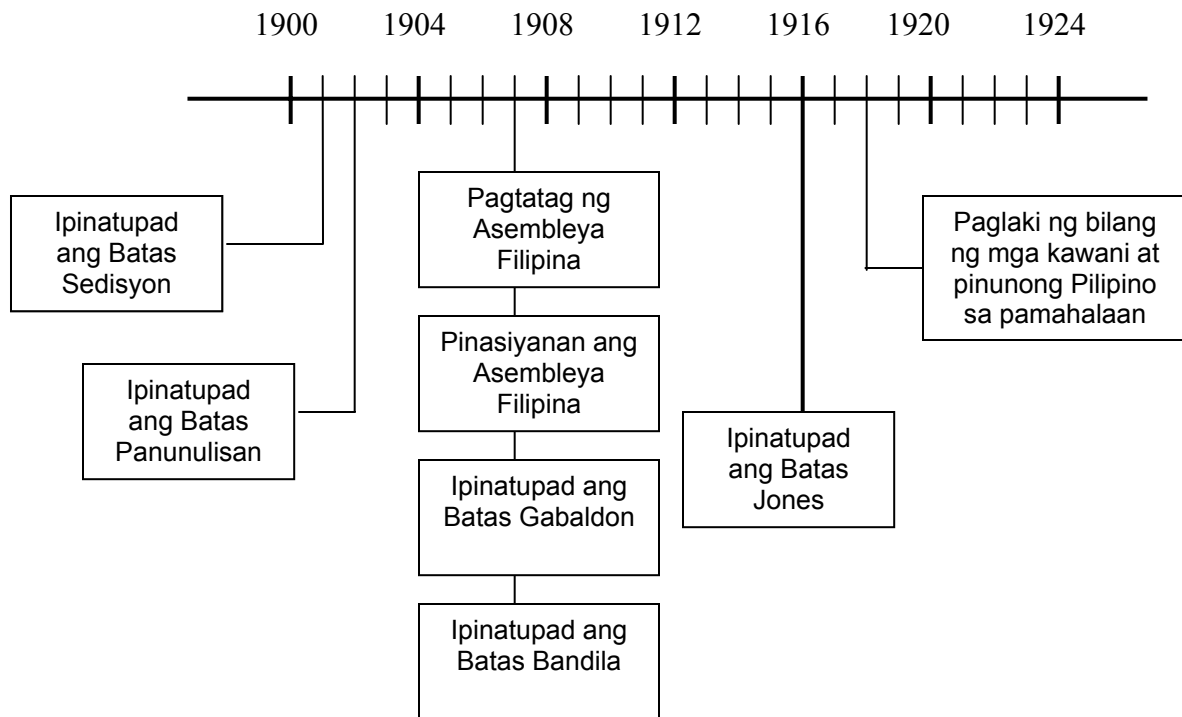 1900 1904 1908 1912 1916 1920 1924
Ipinatupad
ang Batas
Sedisyon
Ipinatupad
ang Batas
Panunulisan
Pagtatag ng
Asembleya
Filipina
Pinasiyanan ang
Asembleya
Filipina
Ipinatupad ang
Batas Gabaldon
Ipinatupad ang
Batas Bandila
Ipinatupad
ang Batas
Jones
Paglaki ng bilang
ng mga kawani at
pinunong Pilipino
sa pamahalaan